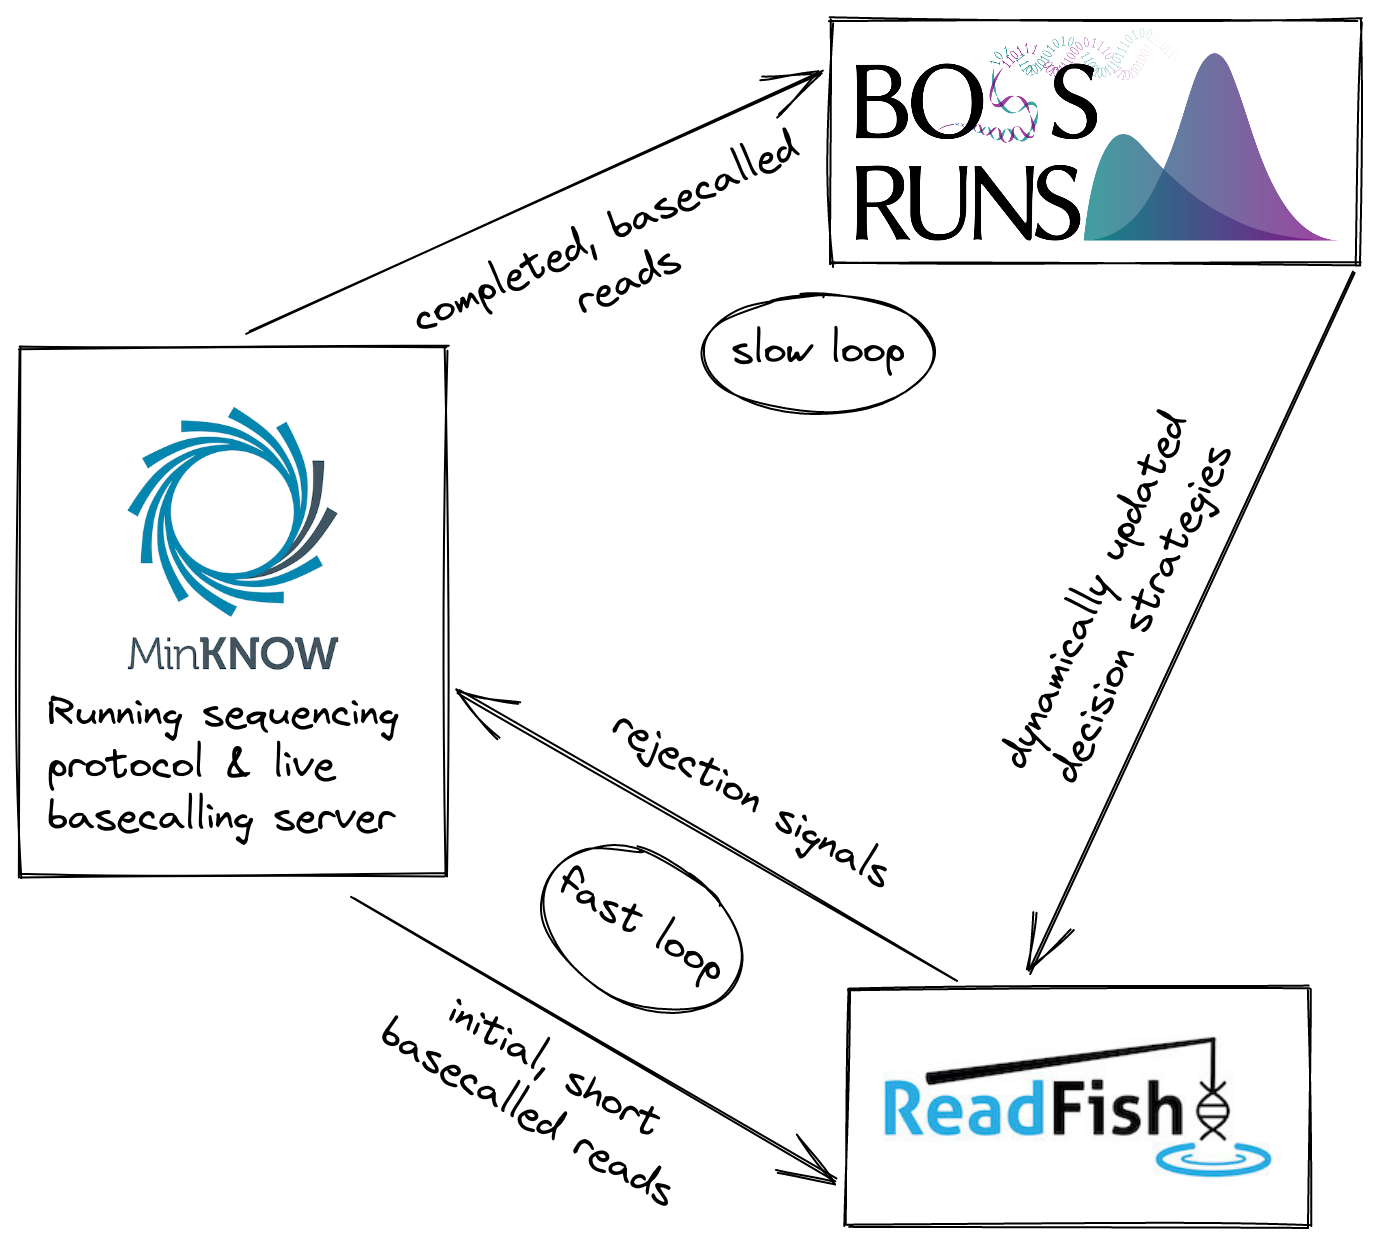 BOSS
RUNS
completed, basecalled
reads
slow loop
MinKNOW
Running sequencing
protocol & live
basecalling server
dynamically updated
decision strategies
rejection signals
fast loop
initial, short
basecalled reads
ReadFish